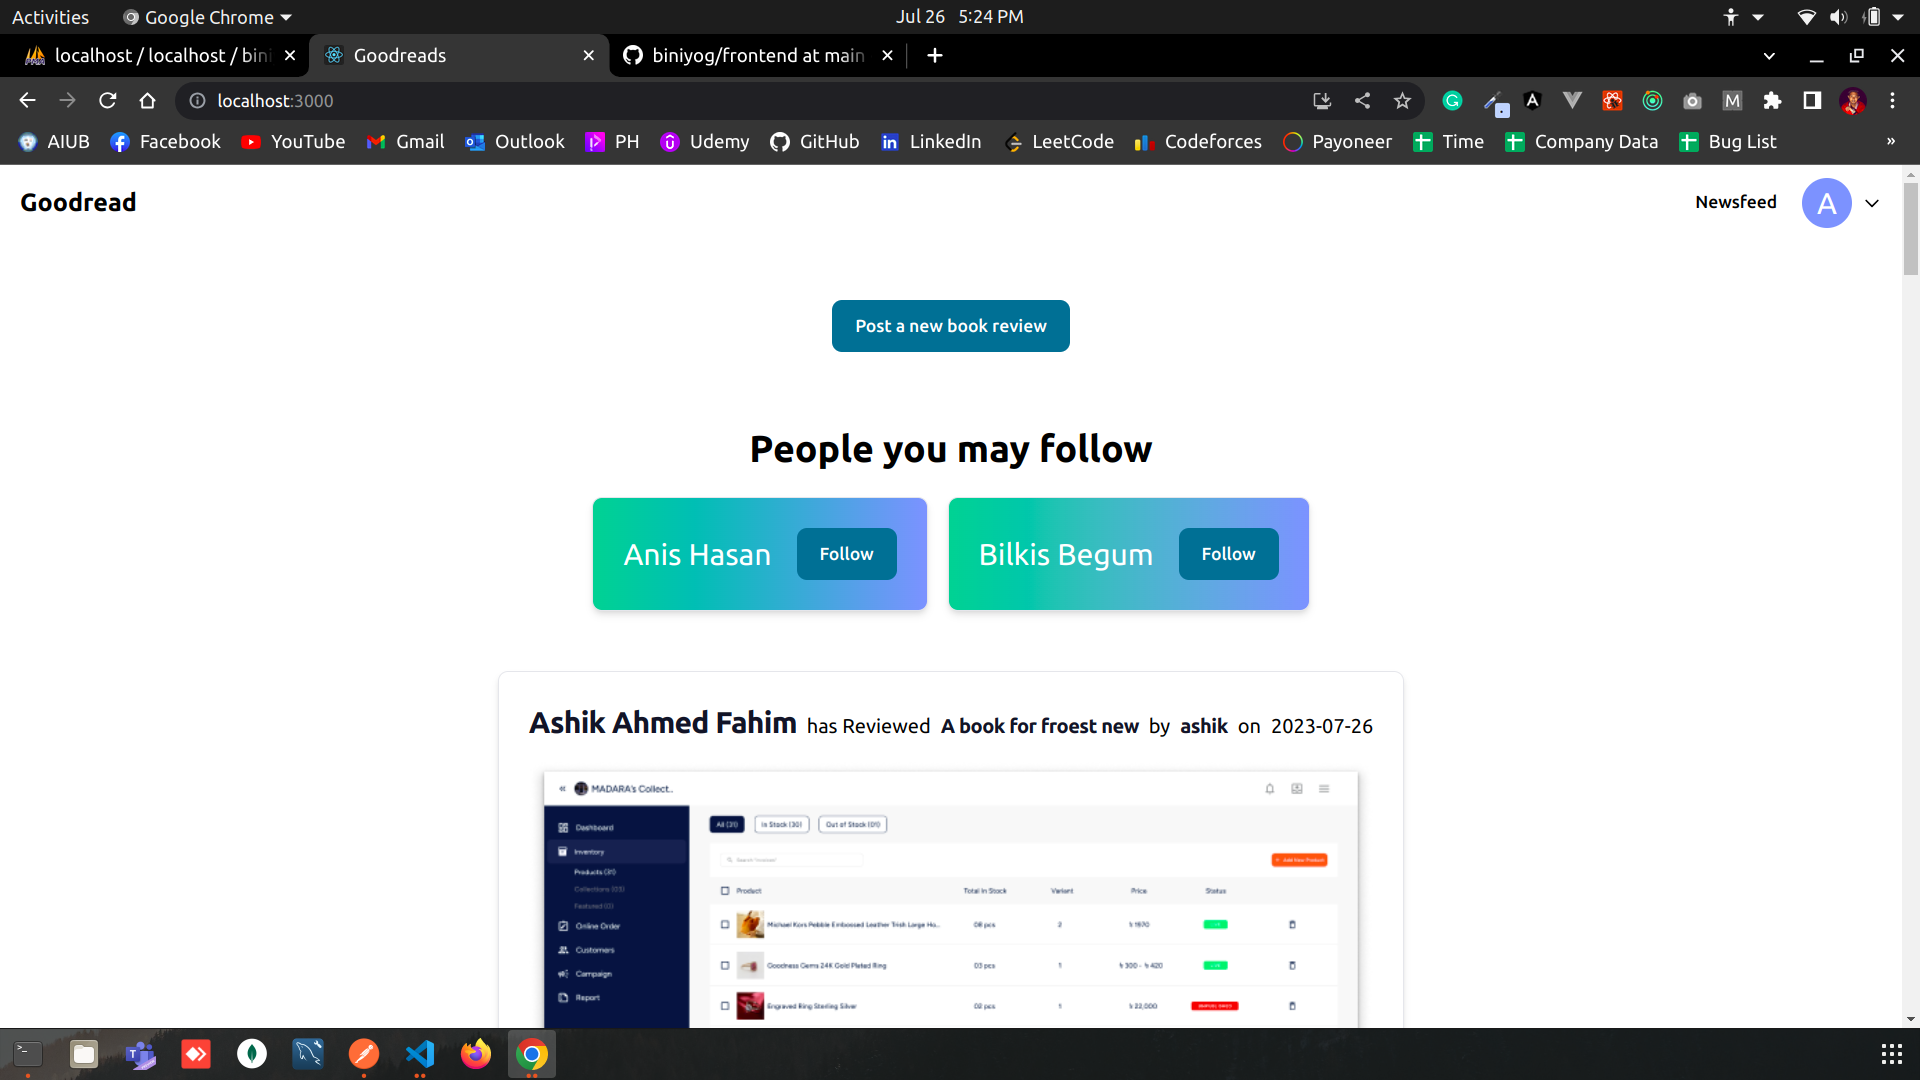 Activities Google Chrome Jul 26 5:24 PM
localhost / localhost / bini Goodreads biniyog/frontend at main
localhost:3000
AIUB Facebook YouTube Gmail Outlook PH Udemy GitHub LinkedIn LeetCode Codeforces Payoneer Time Company Data Bug List »
Goodread Newsfeed A
Post a new book review
People you may follow
Anis Hasan Follow Bilkis Begum Follow
Ashik Ahmed Fahim has Reviewed A book for froest new by ashik on 2023-07-26
« MADARA's Collect..
All (31) In Stock (30) Out of Stock (01)
Dashboard
Inventory
Search "inventory"
+ Add New Product
Products (31)
Collections (03)
Featured (0)
Product Total In Stock Variant Price Status
Online Order
Michael Kors Pebble Embossed Leather Trish Large Ho... 08 pcs 2 ৳ 1970
Customers
Goodness Gems 24K Gold Plated Ring 03 pcs 1 ৳ 300 - ৳ 420
Campaign
Report
Engraved Ring Sterling Silver 02 pcs 1 ৳ 22,000